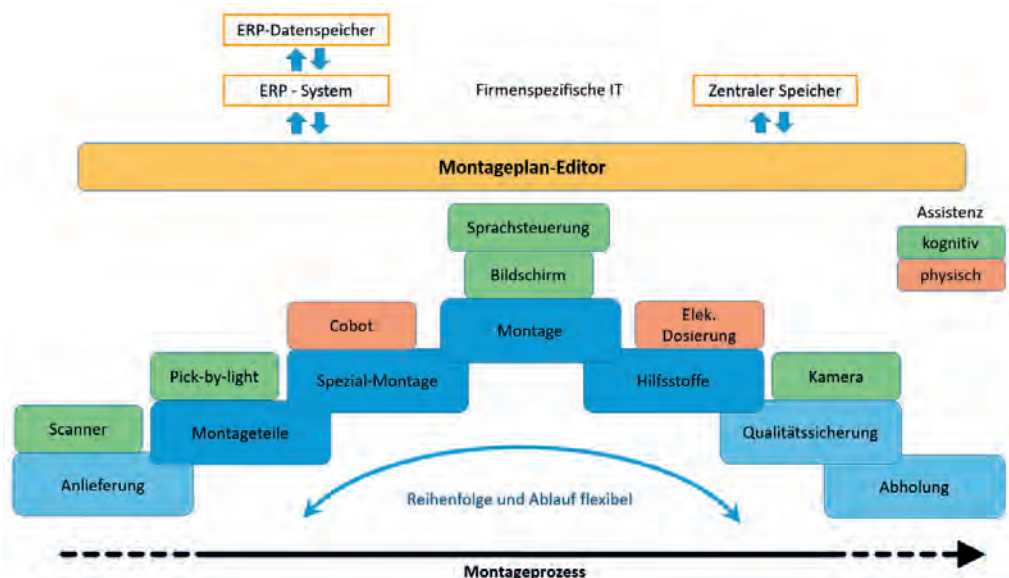 ERP-Datenspeicher
ERP - System
Firmenspezifische IT
Zentraler Speicher
Montageplan-Editor
Assistenz
kognitiv
physisch
Sprachsteuerung
Bildschirm
Cobot
Montage
Elek.
Dosierung
Pick-by-light
Spezial-Montage
Hilfsstoffe
Kamera
Scanner
Montageteile
Qualitätssicherung
Anlieferung
Reihenfolge und Ablauf flexibel
Abholung
Montageprozess